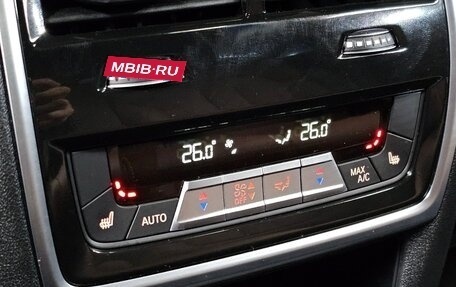 MBIB·RU
26.0°
26.0°
AUTO
OFF
MAX
A/C